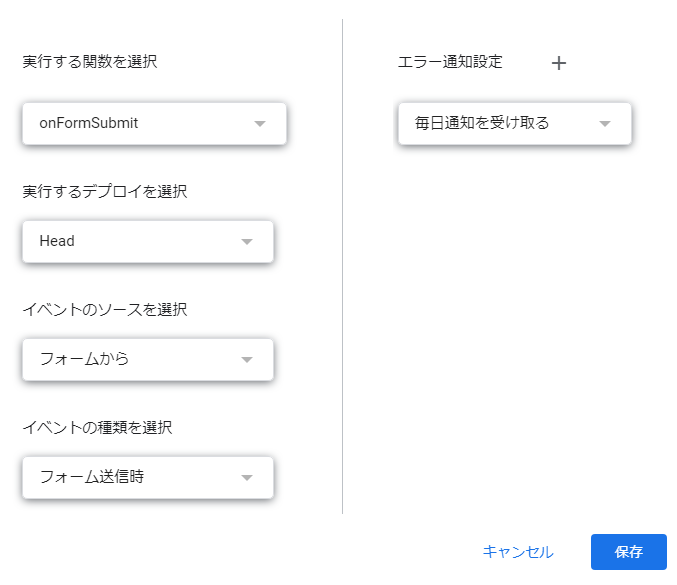 実行する関数を選択
onFormSubmit
実行するデプロイを選択
Head
イベントのソースを選択
フォームから
イベントの種類を選択
フォーム送信時
エラー通知設定 +
毎日通知を受け取る
キャンセル
保存